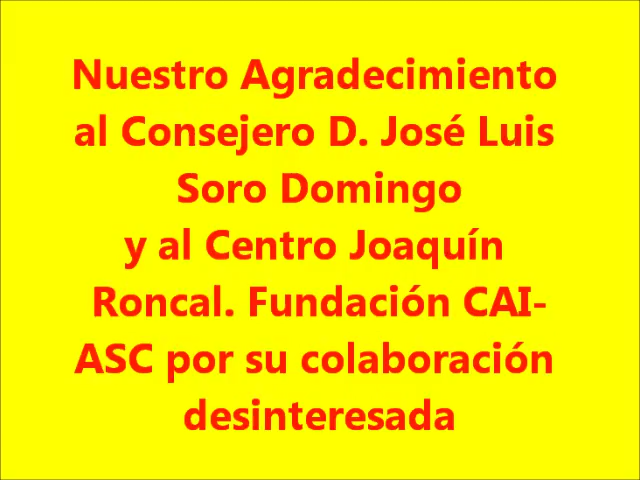 Nuestro Agradecimiento
al Consejero D. José Luis
Soro Domingo
y al Centro Joaquín
Roncal. Fundación CAI-
ASC por su colaboración
desinteresada